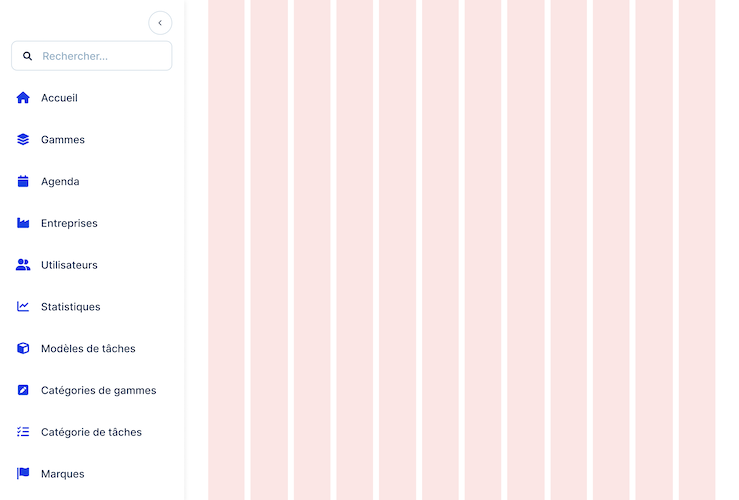 Rechercher...
Accueil
Gammes
Agenda
Entreprises
Utilisateurs
Statistiques
Modèles de tâches
Catégories de gammes
Catégorie de tâches
Marques